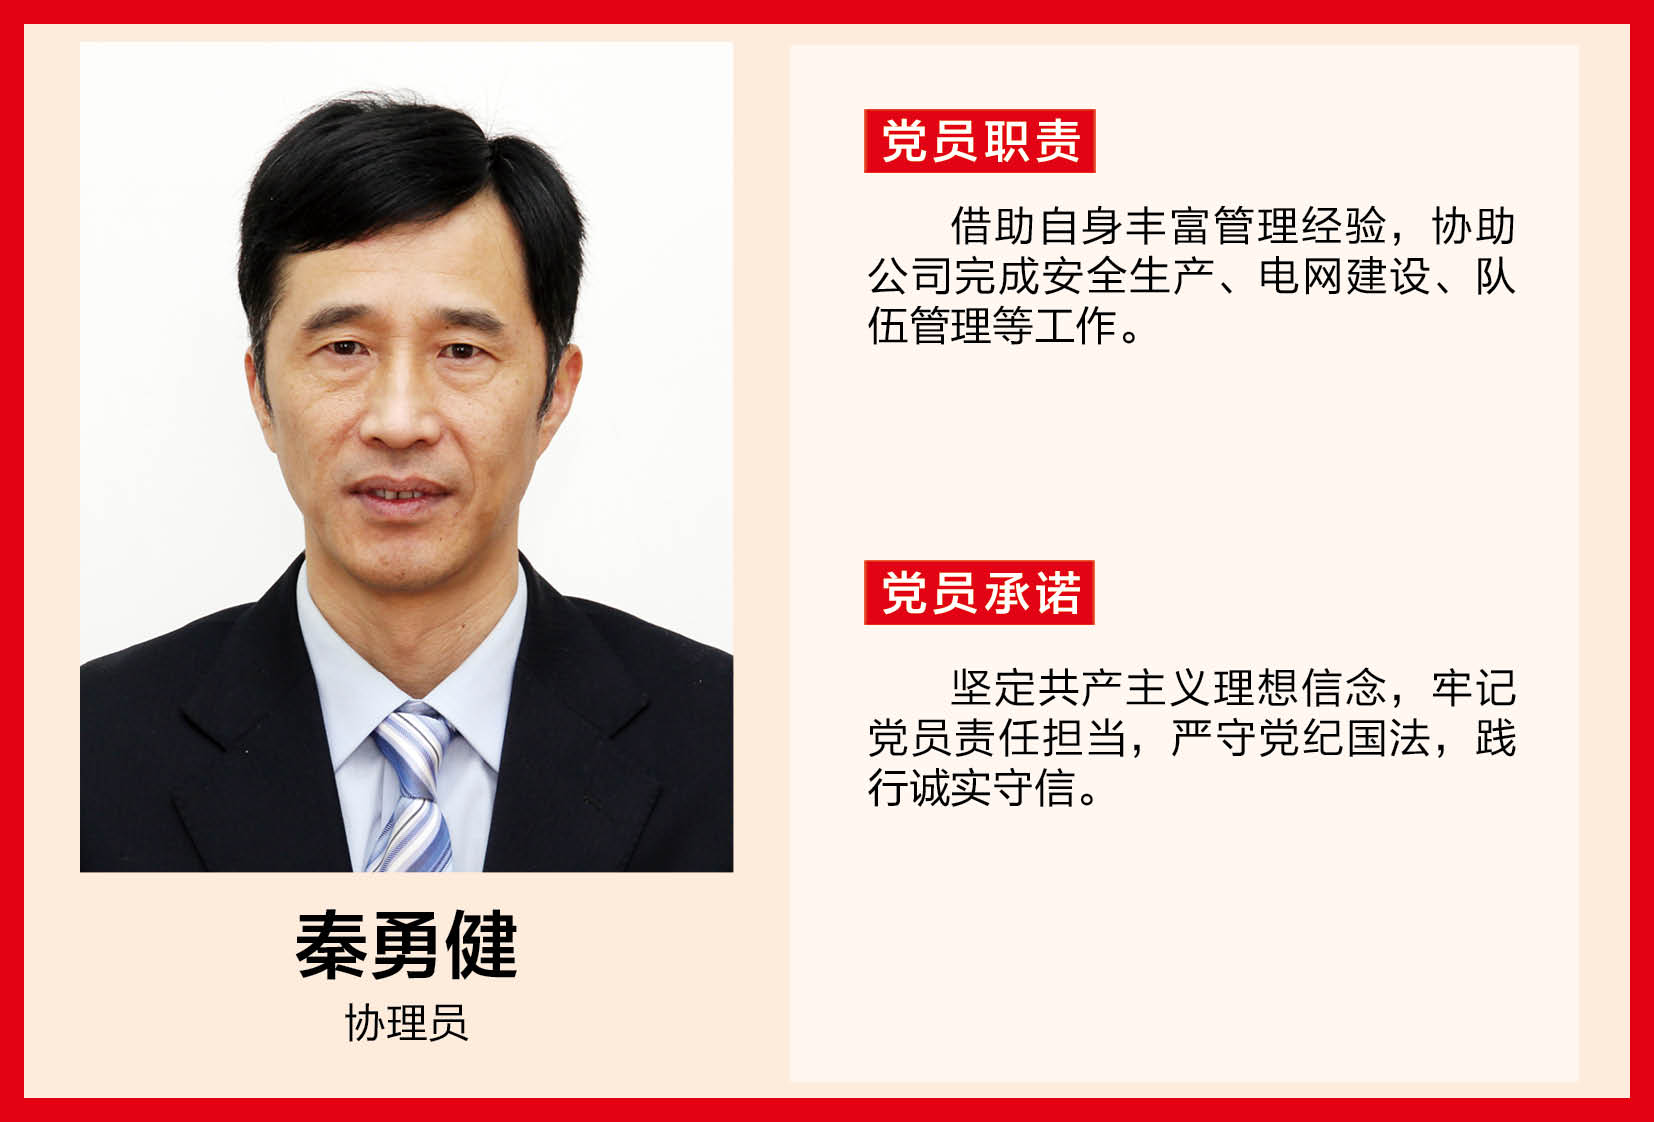 秦勇健
协理员
党员职责
借助自身丰富管理经验，协助
公司完成安全生产、电网建设、队
伍管理等工作。
党员承诺
坚定共产主义理想信念，牢记
党员责任担当，严守党纪国法，践
行诚实守信。